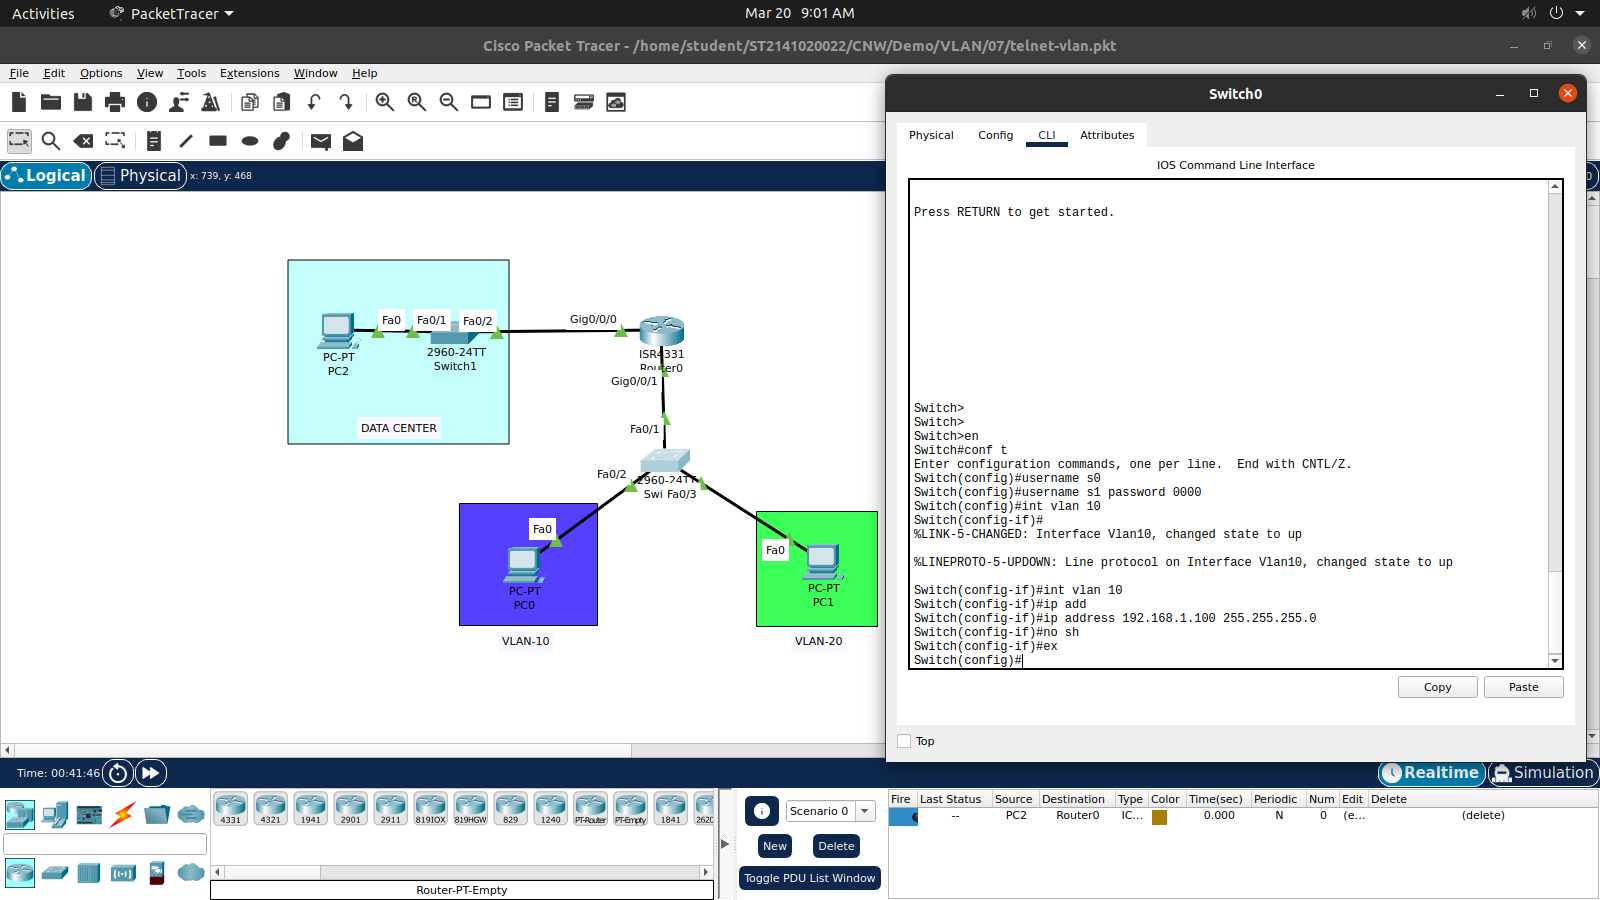 Activities
PacketTracer
Mar 20 9:01 AM
Cisco Packet Tracer - /home/student/ST2141020022/CNW/Demo/VLAN/07/telnet-vlan.pkt
File Edit Options View Tools Extensions Window Help
Logical
Physical
x: 739, y: 468
Fa0
Fa0/1
Fa0/2
Gig0/0/0
PC-PT
PC2
2960-24TT
Switch1
ISR4331
Router0
Gig0/0/1
DATA CENTER
Fa0/1
Fa0/2
2960-24TT
Swi
Fa0/3
Fa0
PC-PT
PC0
VLAN-10
Fa0
PC-PT
PC1
VLAN-20
Switch0
Physical
Config
CLI
Attributes
IOS Command Line Interface
Press RETURN to get started.
Switch>
Switch>
Switch>en
Switch#conf t
Enter configuration commands, one per line. End with CNTL/Z.
Switch(config)#username s0
Switch(config)#username s1 password 0000
Switch(config)#int vlan 10
Switch(config-if)#
%LINK-5-CHANGED: Interface Vlan10, changed state to up
%LINEPROTO-5-UPDOWN: Line protocol on Interface Vlan10, changed state to up
Switch(config-if)#int vlan 10
Switch(config-if)#ip add
Switch(config-if)#ip address 192.168.1.100 255.255.255.0
Switch(config-if)#no sh
Switch(config-if)#ex
Switch(config)#
Copy
Paste
Top
Time: 00:41:46
Realtime
Simulation
4331
4321
1941
2901
2911
819IOX
819HGW
829
1240
PT-Router
PT-Empty
1841
2620
Router-PT-Empty
Scenario 0
New
Delete
Toggle PDU List Window
Fire Last Status Source Destination Type Color Time(sec) Periodic Num Edit Delete
-- PC2 Router0 IC... 0.000 N 0 (e... (delete)